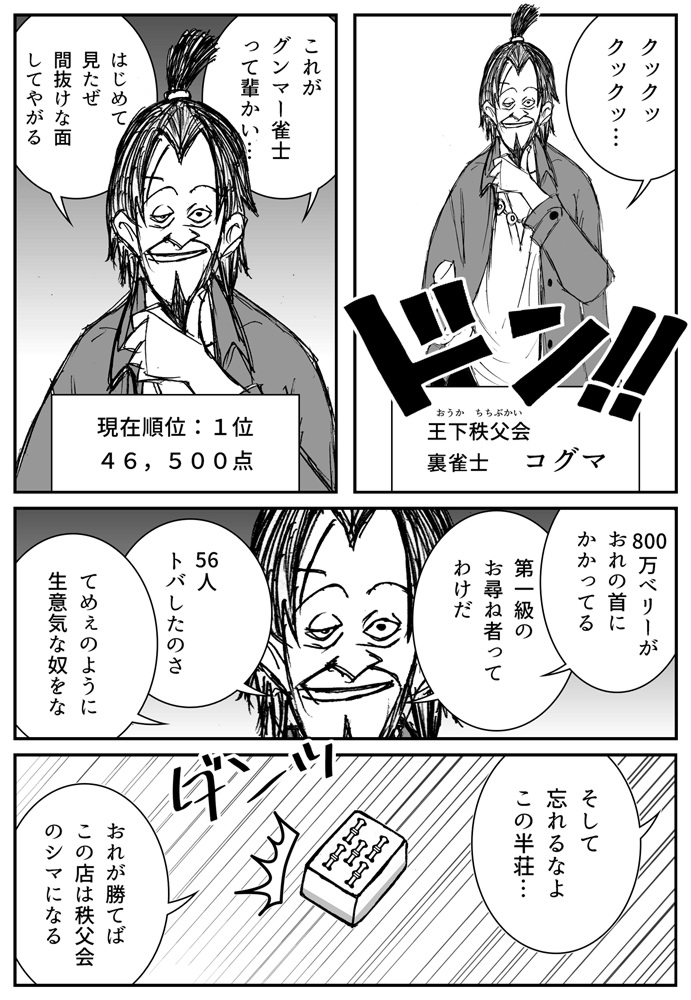 クックッ
クックッ…
ドン!!
おうか ちちぶかい
王下秩父会
裏雀士 コグマ
これが
グンマー雀士
って輩かい…
はじめて
見たぜ
間抜けな面
してやがる
現在順位：１位
４６，５００点
800万ベリーが
おれの首に
かかってる
第一級の
お尋ね者って
わけだ
56人
トバしたのさ
てめぇのように
生意気な奴をな
そして
忘れるなよ
この半荘…
ダンッ
おれが勝てば
この店は秩父会
のシマになる